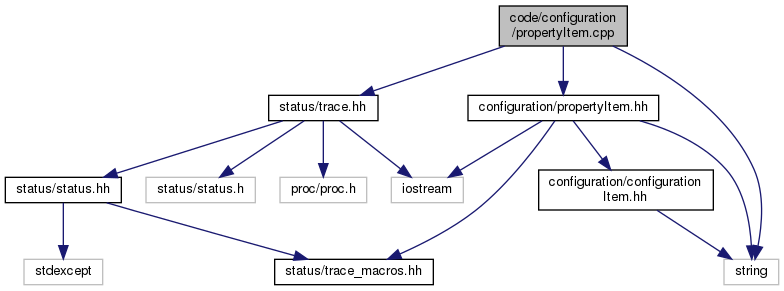 code/configuration
/propertyItem.cpp
status/trace.hh
configuration/propertyItem.hh
status/status.hh
status/status.h
proc/proc.h
iostream
configuration/configuration
Item.hh
stdexcept
status/trace_macros.hh
string